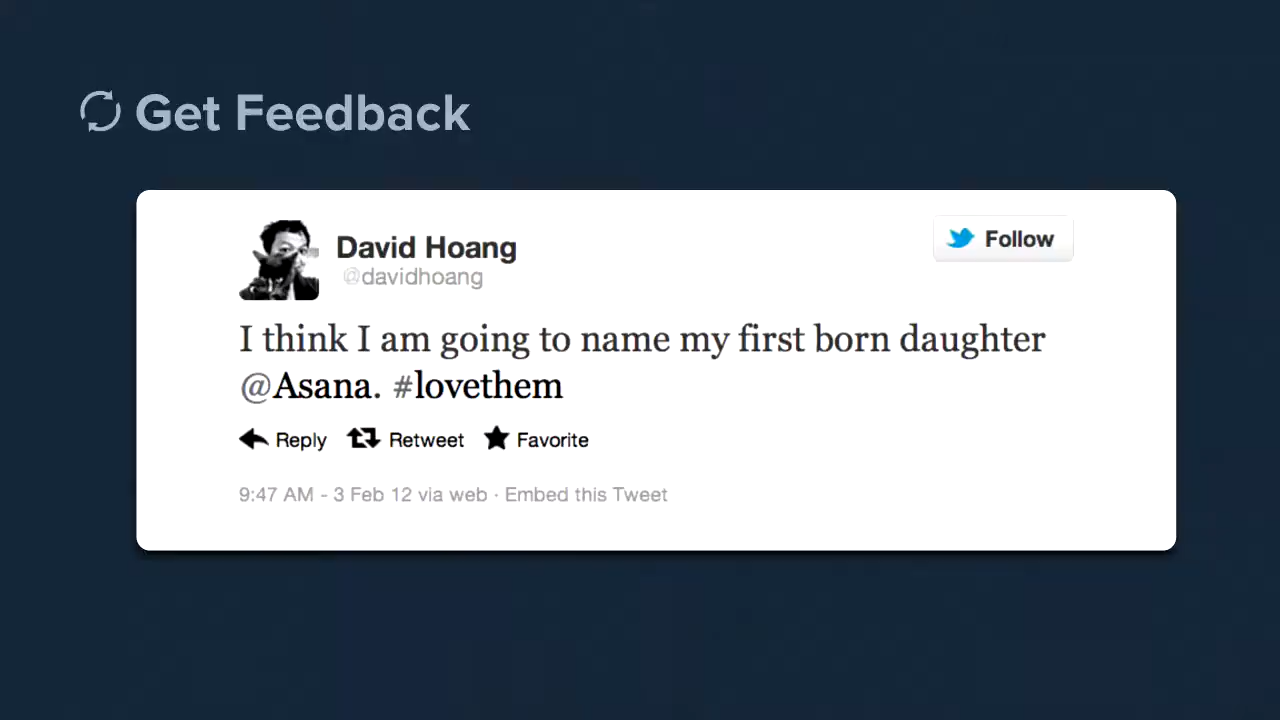 Get Feedback
David Hoang
@davidhoang
Follow
I think I am going to name my first born daughter
@Asana. #lovethem
Reply Retweet Favorite
9:47 AM - 3 Feb 12 via web · Embed this Tweet